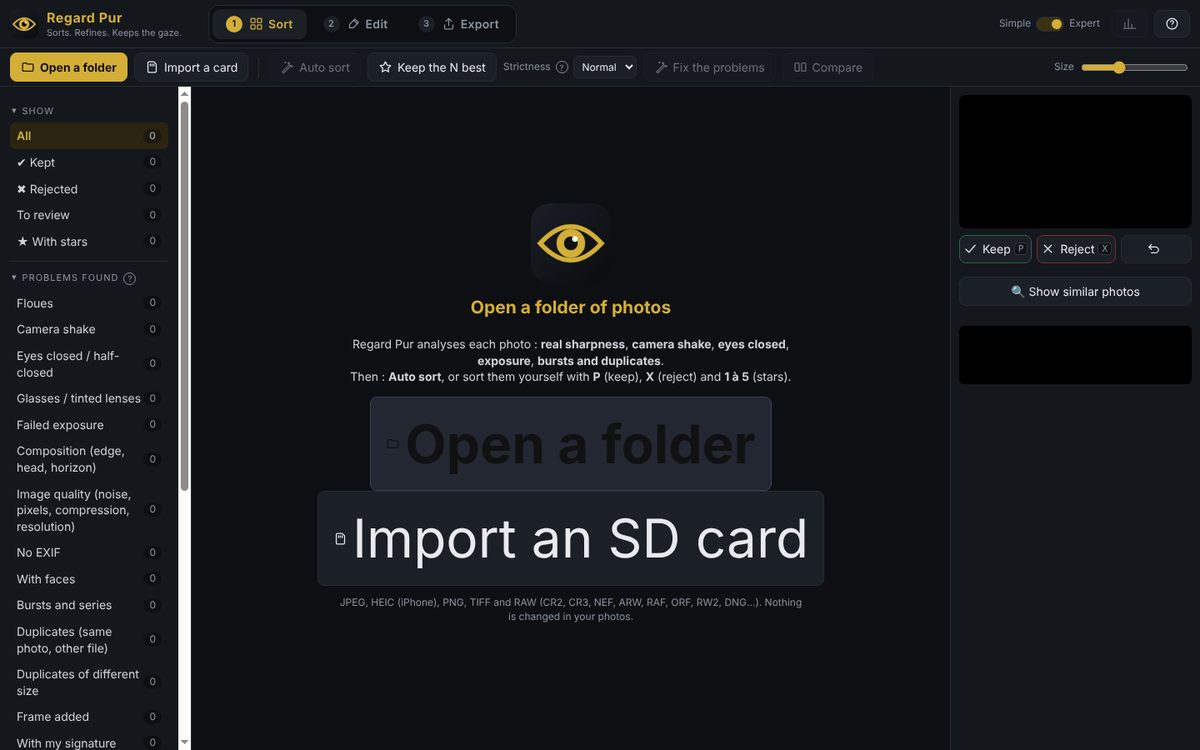 Regard Pur
Sorts. Refines. Keeps the gaze.
1 Sort
2 Edit
3 Export
Simple Expert
Open a folder
Import a card
Auto sort
Keep the N best
Strictness ?
Normal
Fix the problems
Compare
Size
▾ SHOW
All 0
✔ Kept 0
✖ Rejected 0
To review 0
★ With stars 0
▾ PROBLEMS FOUND ?
Floues 0
Camera shake 0
Eyes closed / half-
closed 0
Glasses / tinted lenses 0
Failed exposure 0
Composition (edge,
head, horizon) 0
Image quality (noise,
pixels, compression,
resolution) 0
No EXIF 0
With faces 0
Bursts and series 0
Duplicates (same
photo, other file) 0
Duplicates of different
size 0
Frame added 0
With my signature 0
Open a folder of photos
Regard Pur analyses each photo : real sharpness, camera shake, eyes closed,
exposure, bursts and duplicates.
Then : Auto sort, or sort them yourself with P (keep), X (reject) and 1 à 5 (stars).
Open a folder
Import an SD card
JPEG, HEIC (iPhone), PNG, TIFF and RAW (CR2, CR3, NEF, ARW, RAF, ORF, RW2, DNG...). Nothing
is changed in your photos.
Keep P
Reject X
Show similar photos